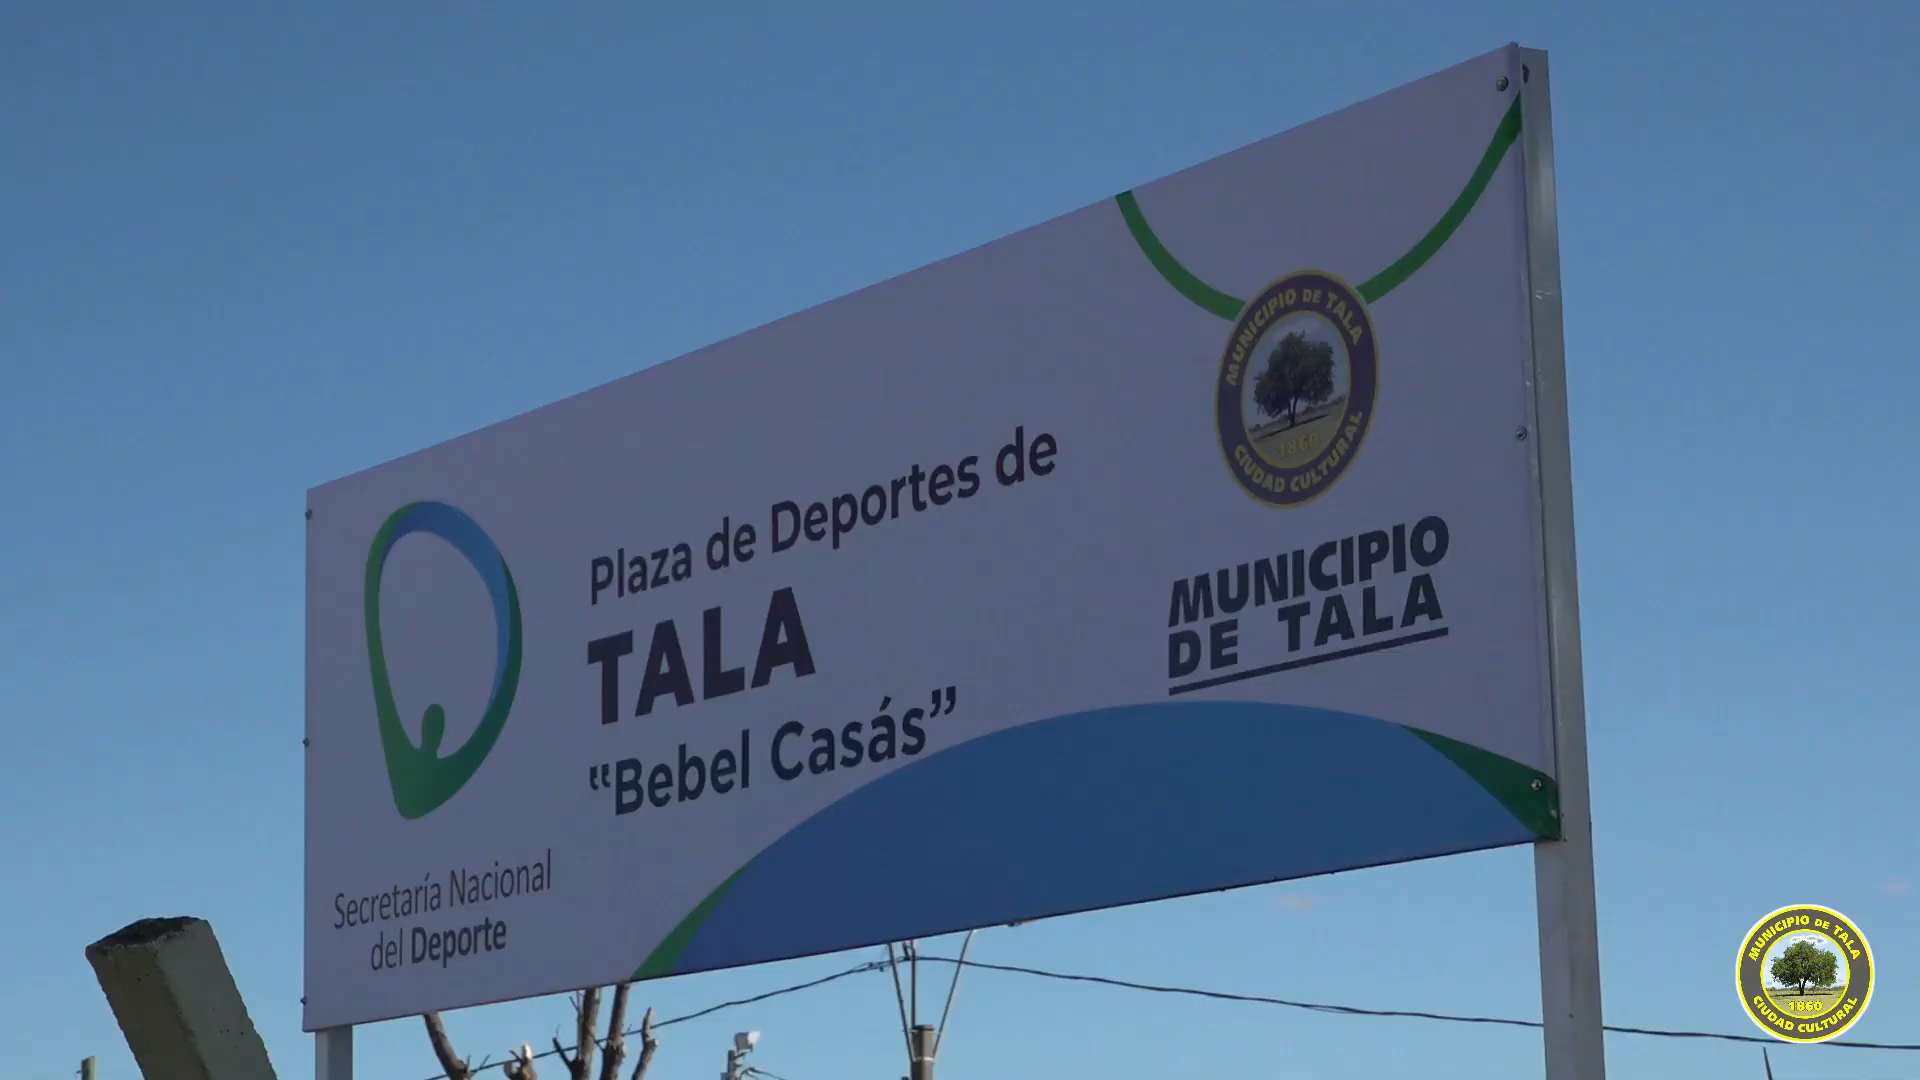 Plaza de Deportes de
TALA
“Bebel Casás”
Secretaría Nacional
del Deporte
MUNICIPIO DE TALA
1860
CIUDAD CULTURAL
MUNICIPIO
DE TALA
MUNICIPIO DE TALA
1860
CIUDAD CULTURAL